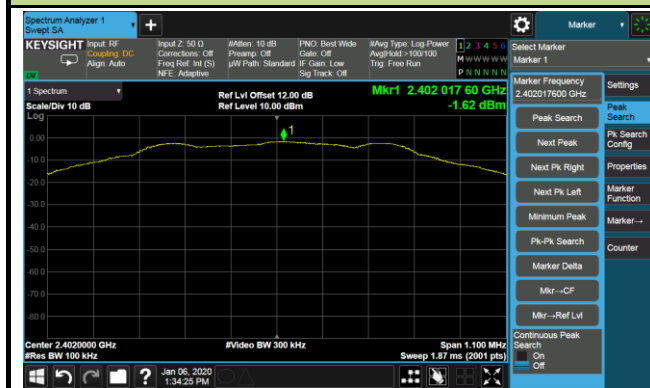 Spectrum Analyzer 1
Swept SA
+
Marker
KEYSIGHT
Input: RF
Coupling: DC
Align: Auto
Input Z: 50 Ω
Corrections: Off
Freq Ref: Int (S)
NFE: Adaptive
#Atten: 10 dB
Preamp: Off
µW Path: Standard
PNO: Best Wide
Gate: Off
IF Gain: Low
Sig Track: Off
#Avg Type: Log-Power
Avg|Hold:>100/100
Trig: Free Run
1 2 3 4 5 6
M W W W W W
P N N N N N
Select Marker
Marker 1
1 Spectrum
Scale/Div 10 dB
Log
Ref Lvl Offset 12.00 dB
Ref Level 10.00 dBm
Mkr1 2.402 017 60 GHz
-1.62 dBm
1
0.00
-10.0
-20.0
-30.0
-40.0
-50.0
-60.0
-70.0
-80.0
Marker Frequency
2.402017600 GHz
Peak Search
Next Peak
Next Pk Right
Next Pk Left
Minimum Peak
Pk-Pk Search
Marker Delta
Mkr→CF
Mkr→Ref Lvl
Continuous Peak
Search
On
Off
Settings
Peak
Search
Pk Search
Config
Properties
Marker
Function
Marker→
Counter
Center 2.4020000 GHz
#Res BW 100 kHz
#Video BW 300 kHz
Span 1.100 MHz
Sweep 1.87 ms (2001 pts)
?
Jan 06, 2020
1:34:25 PM